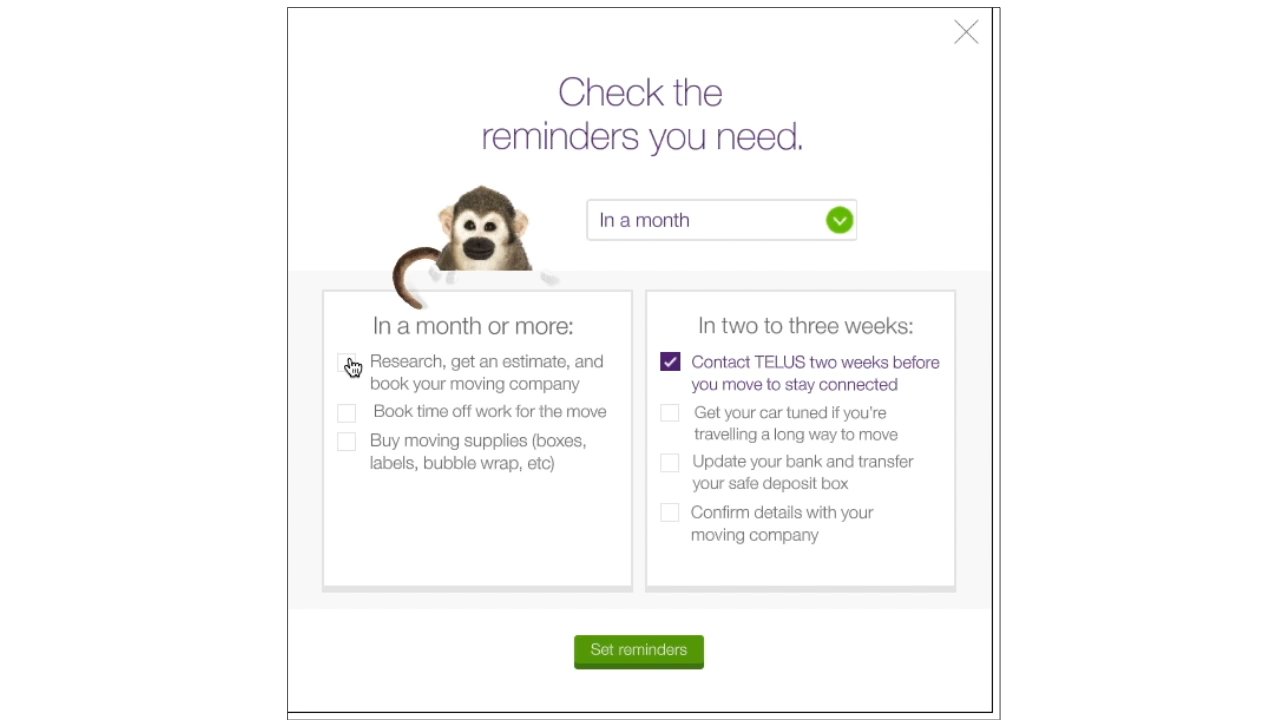 Check the
reminders you need.
In a month
In a month or more:
Research, get an estimate, and
book your moving company
Book time off work for the move
Buy moving supplies (boxes,
labels, bubble wrap, etc)
In two to three weeks:
Contact TELUS two weeks before
you move to stay connected
Get your car tuned if you're
travelling a long way to move
Update your bank and transfer
your safe deposit box
Confirm details with your
moving company
Set reminders